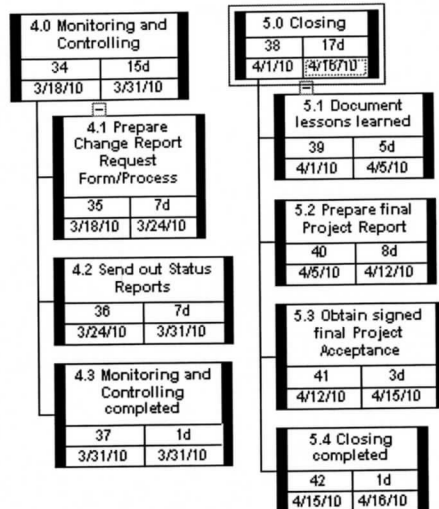 4.0 Monitoring and
Controlling
34 15d
3/18/10 3/31/10
4.1 Prepare
Change Report
Request
Form/Process
35 7d
3/18/10 3/24/10
4.2 Send out Status
Reports
36 7d
3/24/10 3/31/10
4.3 Monitoring and
Controlling
completed
37 1d
3/31/10 3/31/10
5.0 Closing
38 17d
4/1/10 4/16/10
5.1 Document
lessons learned
39 5d
4/1/10 4/5/10
5.2 Prepare final
Project Report
40 8d
4/5/10 4/12/10
5.3 Obtain signed
final Project
Acceptance
41 3d
4/12/10 4/15/10
5.4 Closing
completed
42 1d
4/15/10 4/16/10